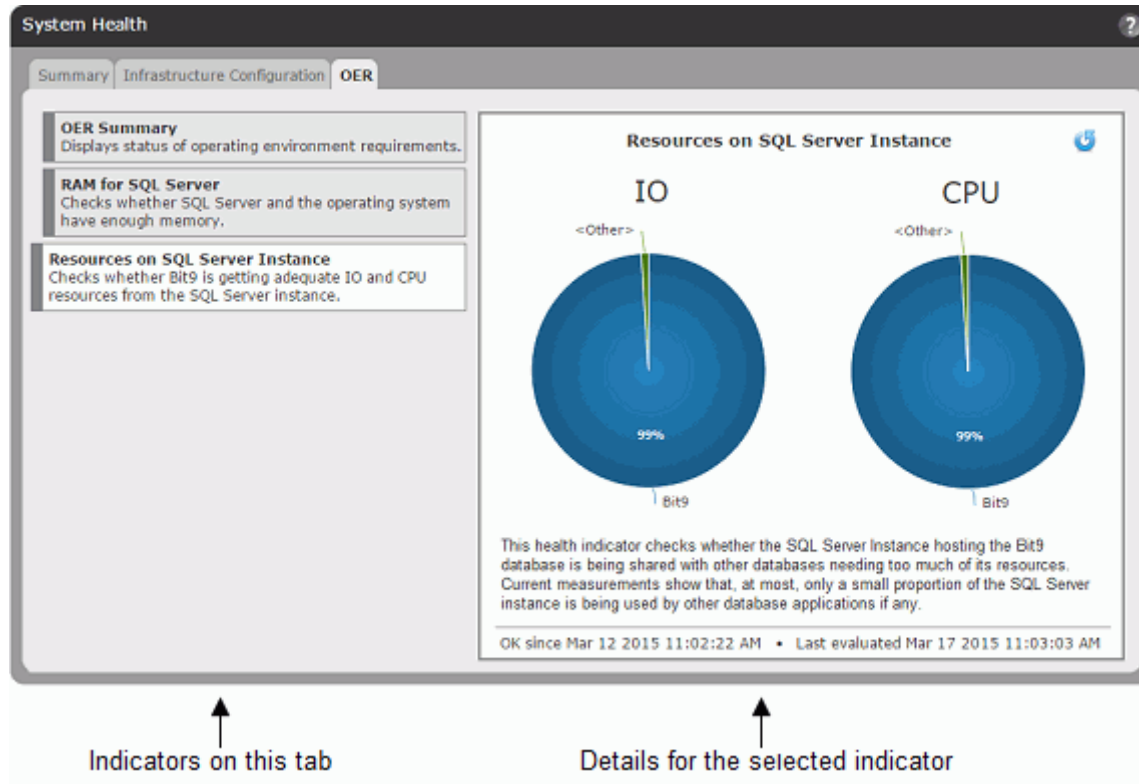 System Health
?
Summary
Infrastructure Configuration
OER
OER Summary
Displays status of operating environment requirements.
RAM for SQL Server
Checks whether SQL Server and the operating system
have enough memory.
Resources on SQL Server Instance
Checks whether Bit9 is getting adequate IO and CPU
resources from the SQL Server instance.
Resources on SQL Server Instance
IO
<Other>
99%
Bit9
CPU
<Other>
99%
Bit9
This health indicator checks whether the SQL Server Instance hosting the Bit9
database is being shared with other databases needing too much of its resources.
Current measurements show that, at most, only a small proportion of the SQL Server
instance is being used by other database applications if any.
OK since Mar 12 2015 11:02:22 AM • Last evaluated Mar 17 2015 11:03:03 AM
Indicators on this tab
Details for the selected indicator